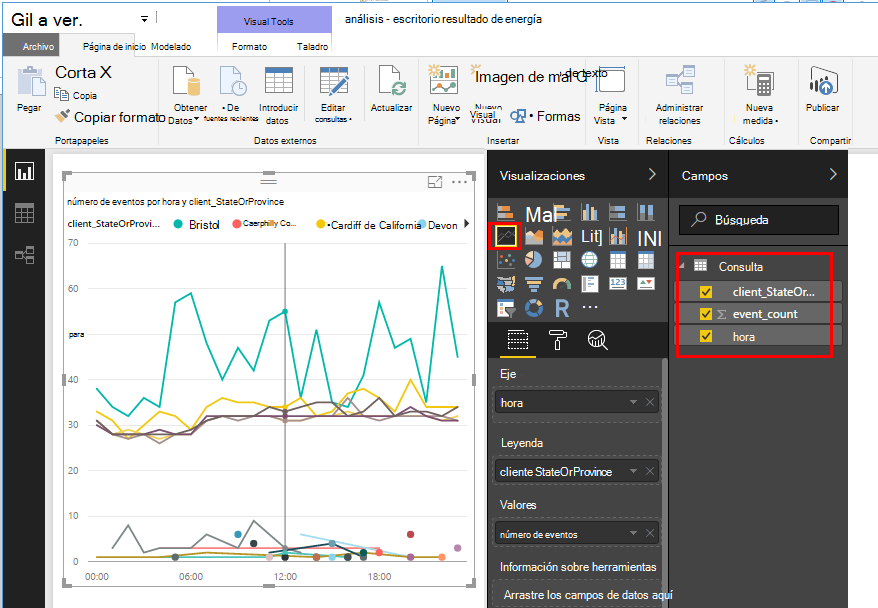 Gil a ver.
Visual Tools
análisis - escritorio resultado de energía
Archivo
Página de inicio
Modelado
Formato
Taladro
Pegar
Corta X
Copia
Copiar formato
Portapapeles
Obtener
Datos
• De
fuentes recientes
Introducir
datos
Editar
consultas •
Datos externos
Actualizar
Nuevo
Página
Nuevo
Visual
Imagen de mar
de texto
• Formas
Insertar
Página
Vista
Vista
Administrar
relaciones
Relaciones
Nueva
medida •
Cálculos
Publicar
Compartir
número de eventos por hora y client_StateOrProvince
client_StateOrProvi...
Bristol
Caerphilly Co...
•Cardiff de California
Devon
70
60
para
40
30
20
10
0
00:00
06:00
12:00
18:00
Visualizaciones
Mal
Lit]
INI
123
R
...
Eje
hora
Leyenda
cliente StateOrProvince
Valores
número de eventos
Información sobre herramientas
Arrastre los campos de datos aquí
Campos
Búsqueda
Consulta
client_StateOr...
Σ event_count
hora